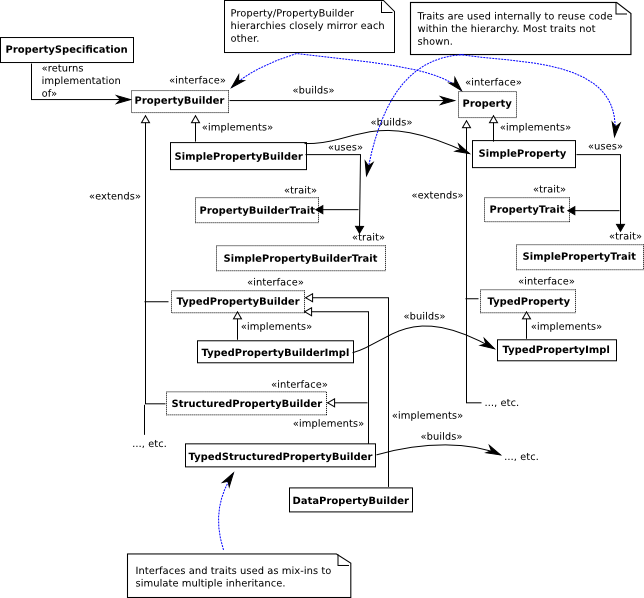 Property/PropertyBuilder
hierarchies closely mirror each
other.
Traits are used internally to reuse code
within the hierarchy. Most traits not
shown.
PropertySpecification
«returns
implementation
of»
«interface»
PropertyBuilder
«builds»
«interface»
Property
«implements»
«builds»
«implements»
SimplePropertyBuilder
«uses»
SimpleProperty
«uses»
«extends»
«trait»
PropertyBuilderTrait
«extends»
«trait»
PropertyTrait
«trait»
SimplePropertyBuilderTrait
«trait»
SimplePropertyTrait
«interface»
TypedPropertyBuilder
«interface»
TypedProperty
«implements»
«builds»
«implements»
TypedPropertyBuilderImpl
TypedPropertyImpl
«interface»
StructuredPropertyBuilder
..., etc.
«implements»
«implements»
..., etc.
«builds»
TypedStructuredPropertyBuilder
..., etc.
DataPropertyBuilder
Interfaces and traits used as mix-ins to
simulate multiple inheritance.